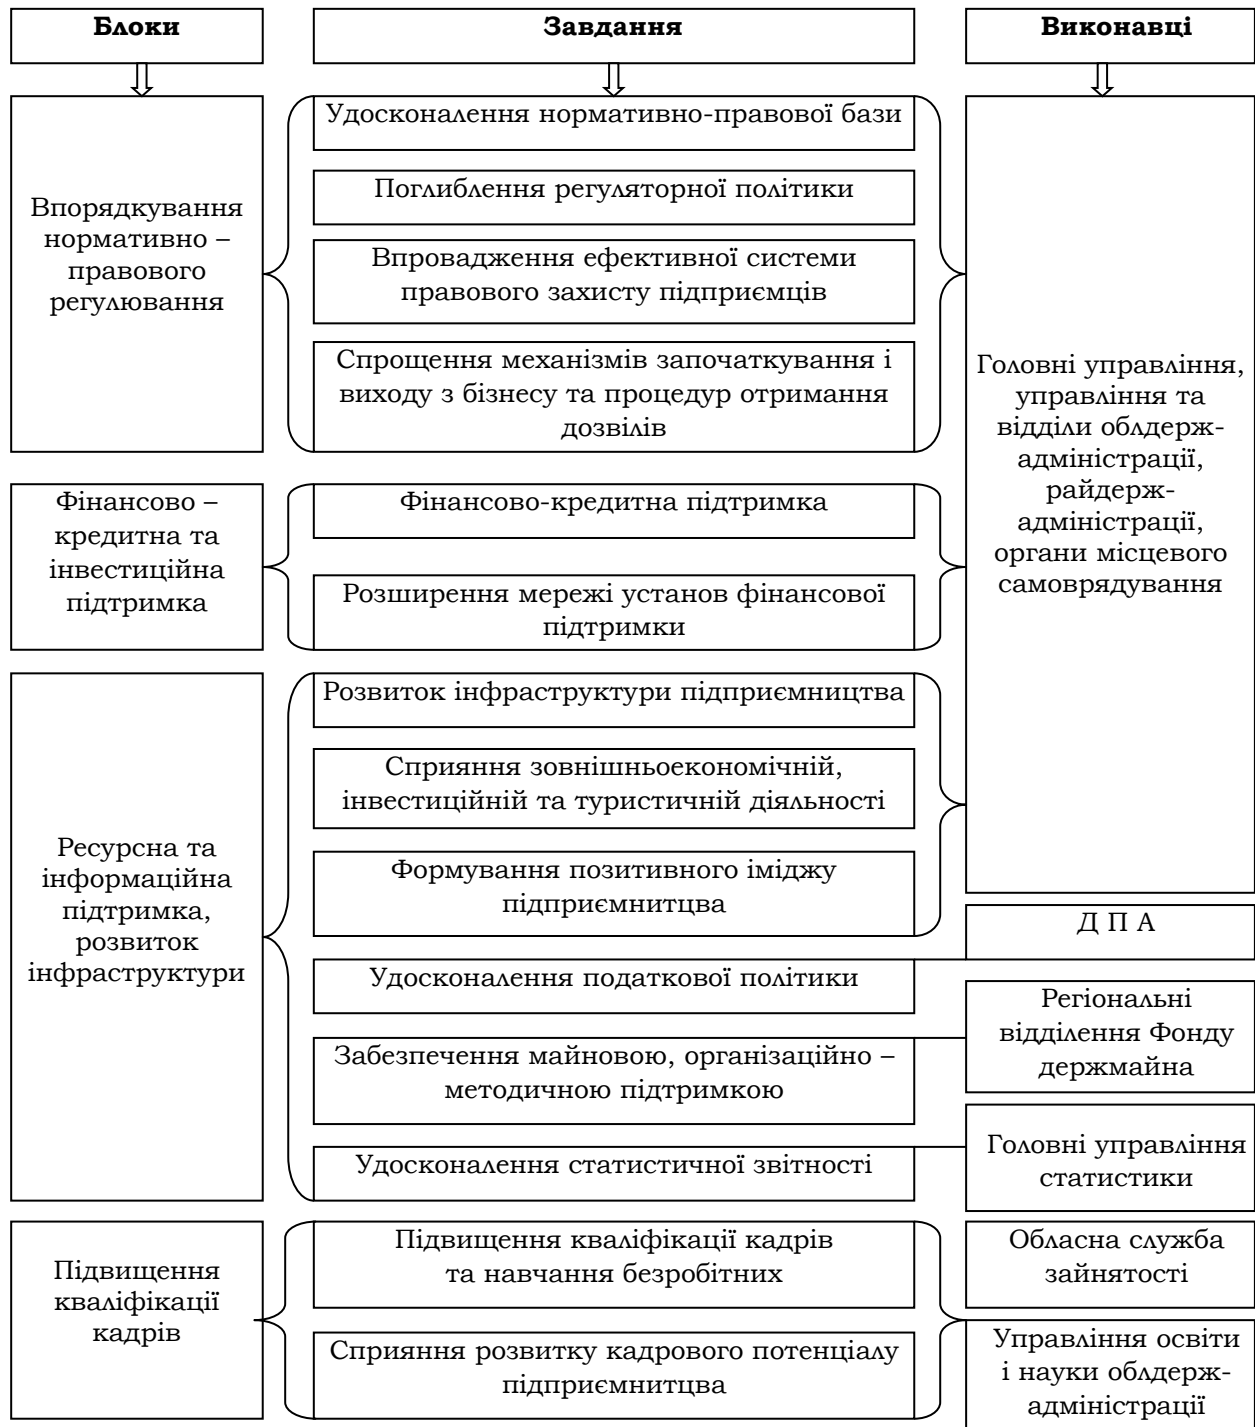 Блоки
Завдання
Виконавці
Впорядкування
нормативно –
правового
регулювання
Удосконалення нормативно-правової бази
Поглиблення регуляторної політики
Впровадження ефективної системи
правового захисту підприємців
Спрощення механізмів започаткування і
виходу з бізнесу та процедур отримання
дозвілів
Головні управління,
управління та
відділи облдерж-
адміністрації,
райдерж-
адміністрації,
органи місцевого
самоврядування
Фінансово –
кредитна та
інвестиційна
підтримка
Фінансово-кредитна підтримка
Розширення мережі установ фінансової
підтримки
Ресурсна та
інформаційна
підтримка,
розвиток
інфраструктури
Розвиток інфраструктури підприємництва
Сприяння зовнішньоекономічній,
інвестиційній та туристичній діяльності
Формування позитивного іміджу
підприємнитцва
Удосконалення податкової політики
Забезпечення майновою, організаційно –
методичною підтримкою
Удосконалення статистичної звітності
Д П А
Регіональні
відділення Фонду
держмайна
Головні управління
статистики
Підвищення
кваліфікації
кадрів
Підвищення кваліфікації кадрів
та навчання безробітних
Сприяння розвитку кадрового потенціалу
підприємнитцва
Обласна служба
зайнятості
Управління освіти
і науки облдерж-
адміністрації